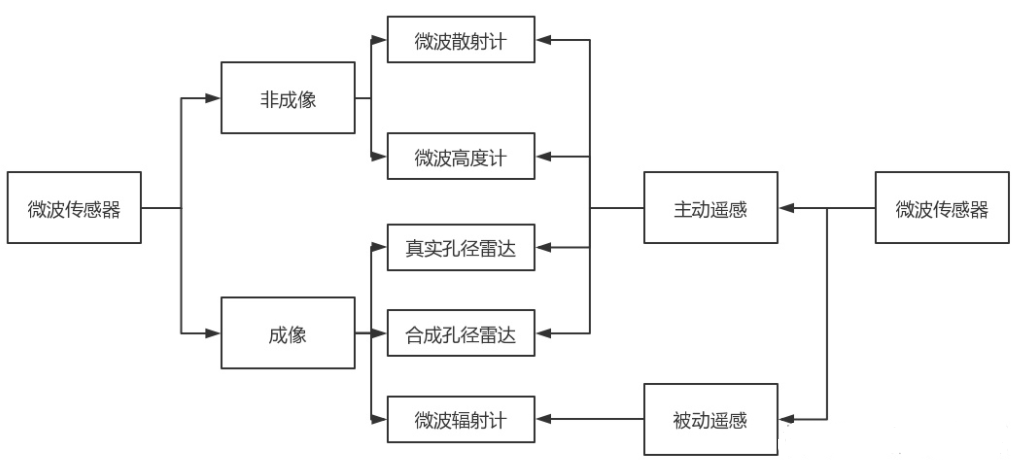 微波散射计
非成像
微波高度计
微波传感器
主动遥感
微波传感器
真实孔径雷达
成像
合成孔径雷达
微波辐射计
被动遥感